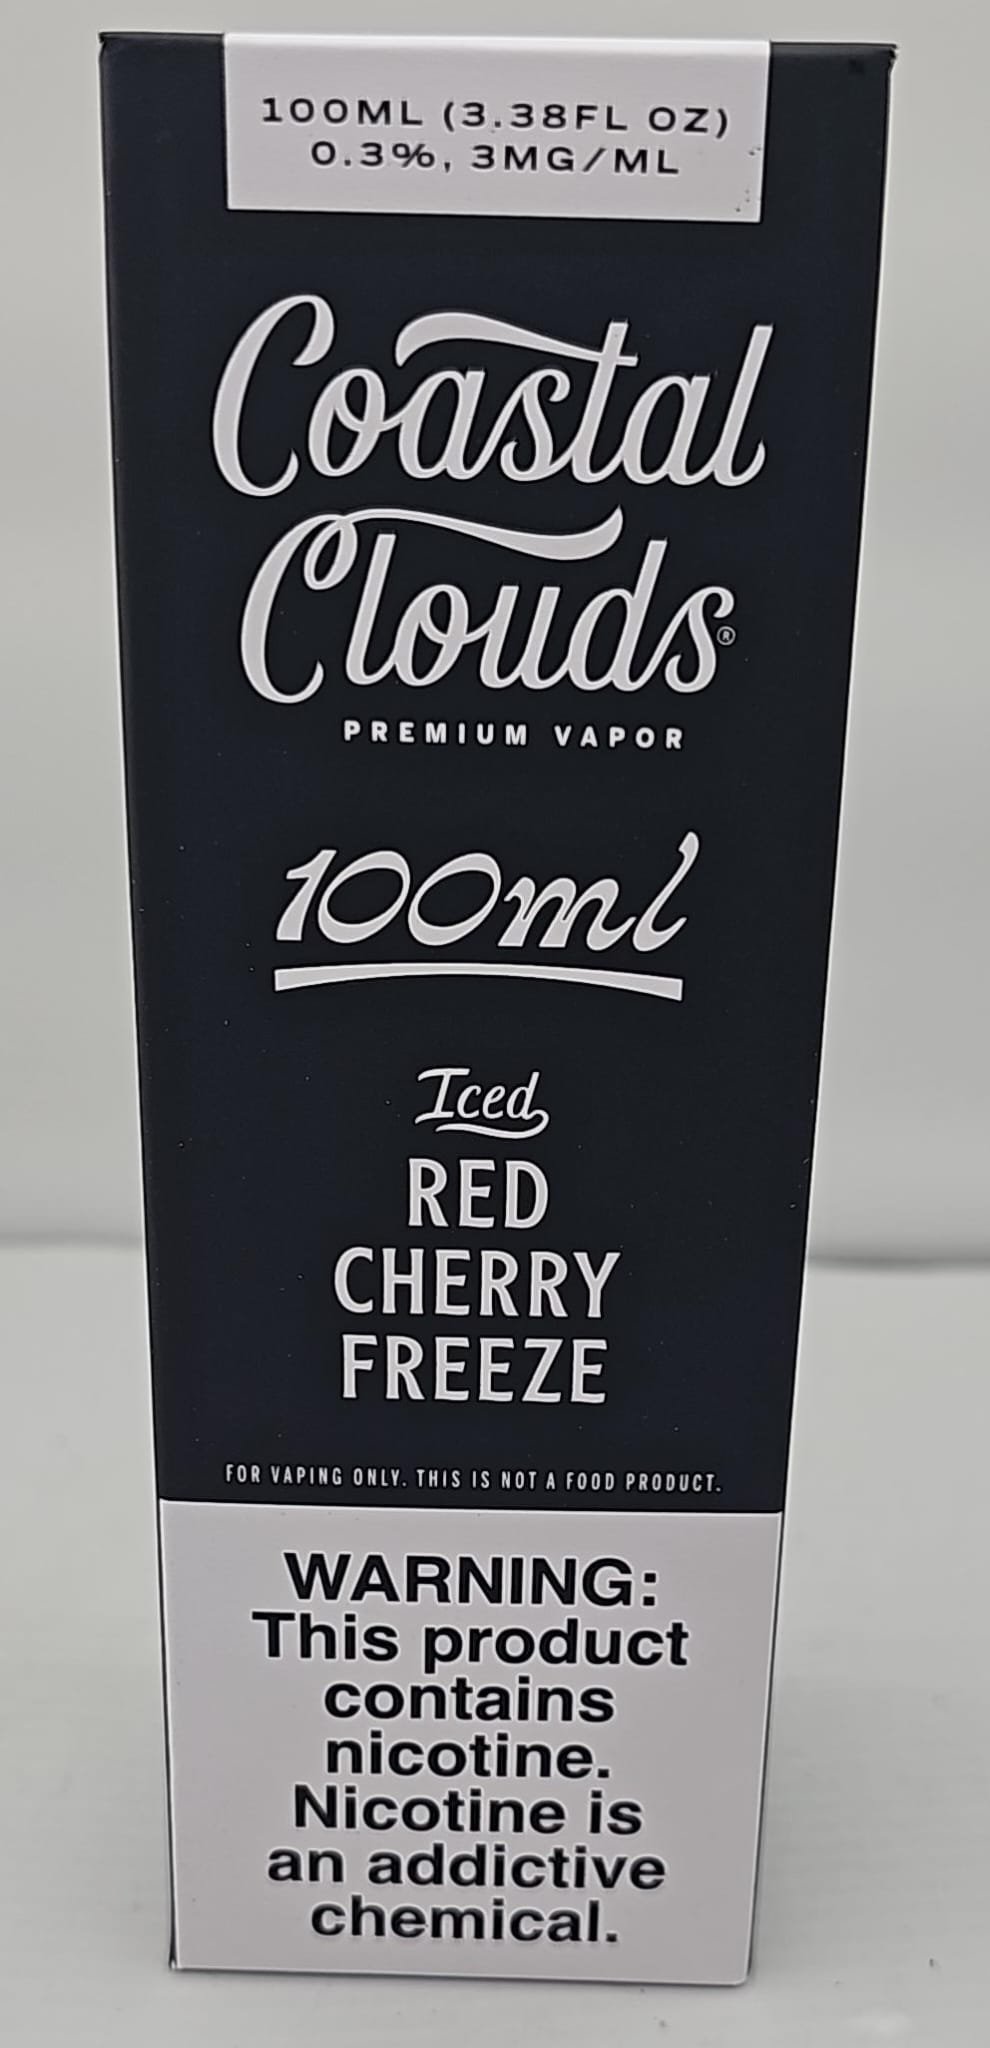 100ML (3.38FL OZ)
0.3%, 3MG/ML
Coastal
Clouds®
PREMIUM VAPOR
100ml
Iced
RED
CHERRY
FREEZE
FOR VAPING ONLY. THIS IS NOT A FOOD PRODUCT.
WARNING:
This product
contains
nicotine.
Nicotine is
an addictive
chemical.